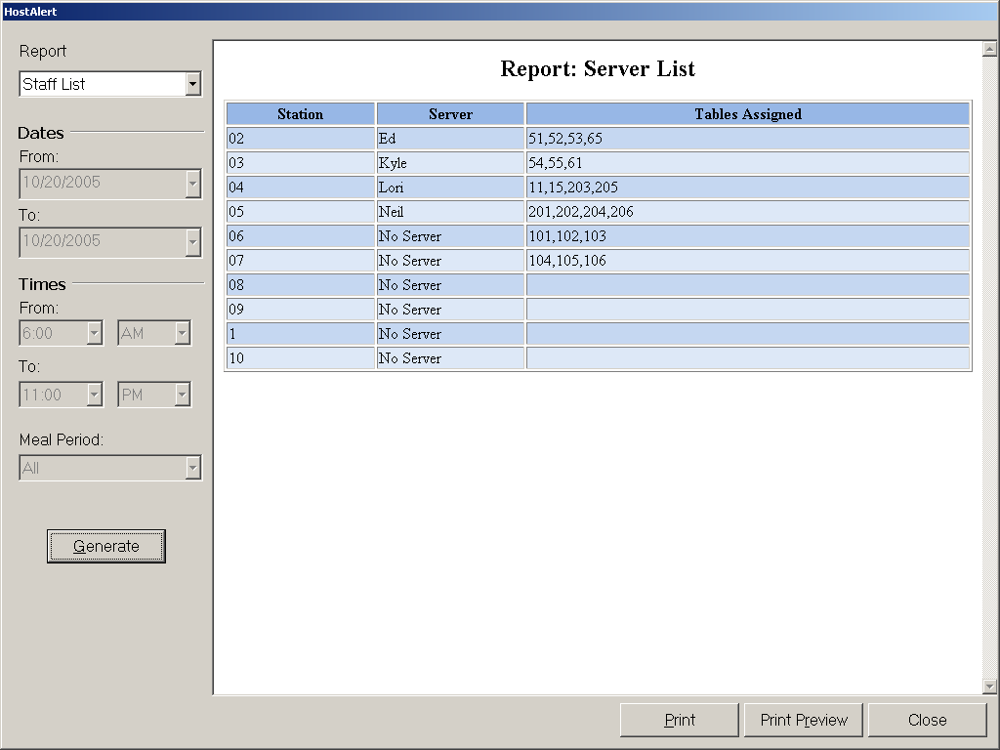 HostAlert
Report
Staff List
Dates
From:
10/20/2005
To:
10/20/2005
Times
From:
6:00 AM
To:
11:00 PM
Meal Period:
All
Generate
Report: Server List
Station Server Tables Assigned
02 Ed 51,52,53,65
03 Kyle 54,55,61
04 Lori 11,15,203,205
05 Neil 201,202,204,206
06 No Server 101,102,103
07 No Server 104,105,106
08 No Server
09 No Server
1 No Server
10 No Server
Print Print Preview Close